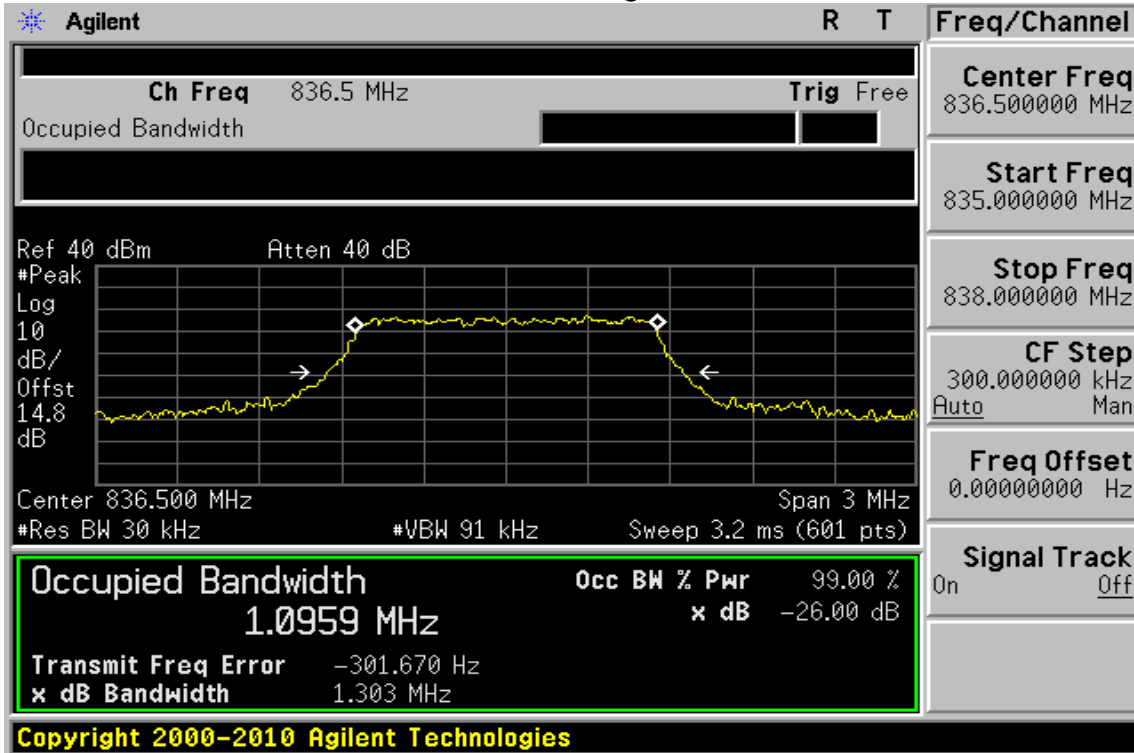 Agilent R T Freq/Channel
Ch Freq 836.5 MHz Trig Free
Occupied Bandwidth
Center Freq
836.500000 MHz
Start Freq
835.000000 MHz
Stop Freq
838.000000 MHz
CF Step
300.000000 kHz
Auto Man
Freq Offset
0.00000000 Hz
Signal Track
On Off
Ref 40 dBm Atten 40 dB
#Peak
Log
10
dB/
Offst
14.8
dB
Center 836.500 MHz Span 3 MHz
#Res BW 30 kHz #VBW 91 kHz Sweep 3.2 ms (601 pts)
Occupied Bandwidth Occ BW % Pwr 99.00 %
1.0959 MHz x dB -26.00 dB
Transmit Freq Error -301.670 Hz
x dB Bandwidth 1.303 MHz
Copyright 2000-2010 Agilent Technologies